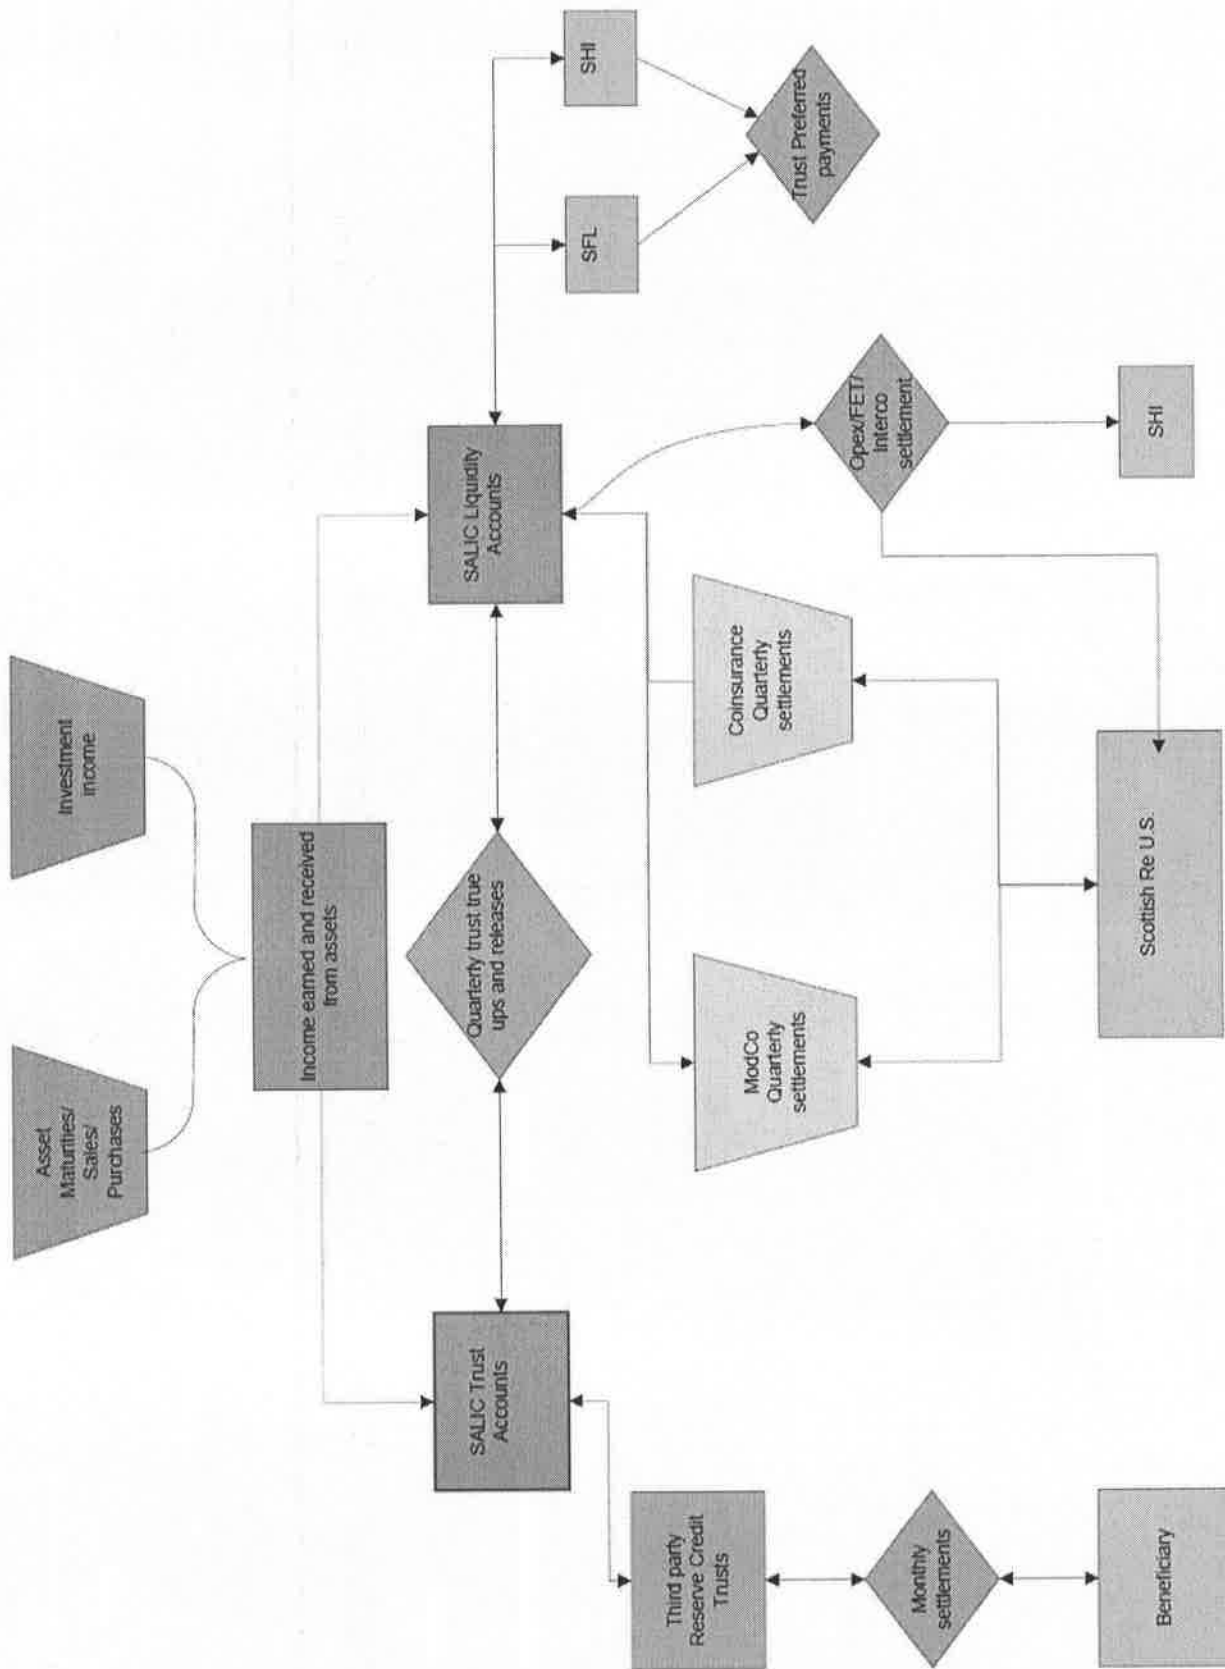 Asset
Maturities/
Sales/
Purchases
Investment
income
Income earned and received
from assets
SALIC Trust
Accounts
Quarterly trust true
ups and releases
SALIC Liquidity
Accounts
SFL
SHI
Trust Preferred
payments
Third party
Reserve Credit
Trusts
ModCo
Quarterly
settlements
Coinsurance
Quarterly
settlements
Opex/FET/
Interco
settlement
Monthly
settlements
Beneficiary
Scottish Re U.S.
SHI